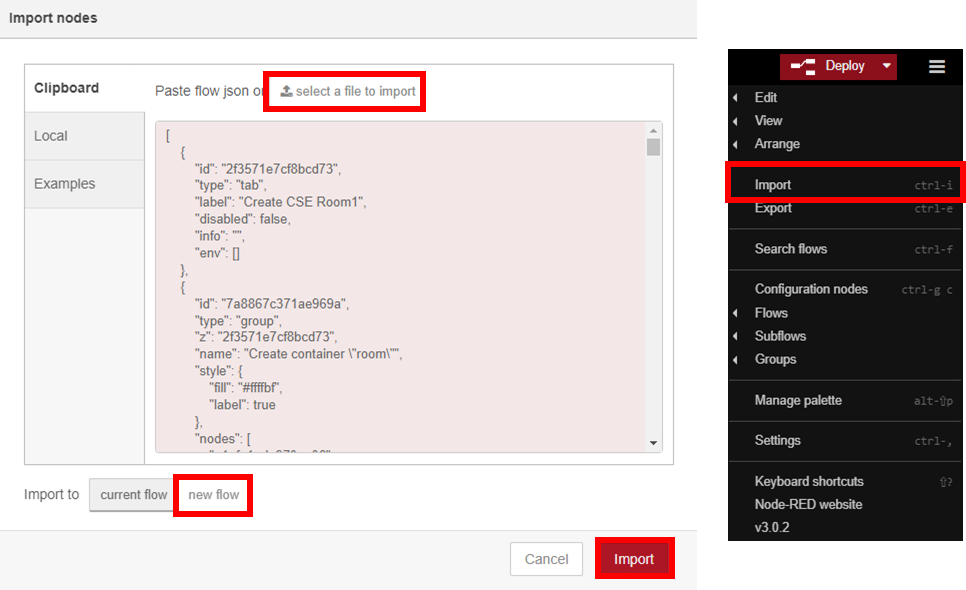 Import nodes
Clipboard
Local
Examples
Paste flow json or
select a file to import
[
{
"id": "2f3571e7cf8bcd73",
"type": "tab",
"label": "Create CSE Room1",
"disabled": false,
"info": "",
"env": []
},
{
"id": "7a8867c371ae969a",
"type": "group",
"z": "2f3571e7cf8bcd73",
"name": "Create container \"room\"",
"style": {
"fill": "#ffffbf",
"label": true
},
"nodes": [
Import to
current flow
new flow
Cancel
Import
Deploy
Edit
View
Arrange
Import ctrl-i
Export ctrl-e
Search flows ctrl-f
Configuration nodes ctrl-g c
Flows
Subflows
Groups
Manage palette alt-⇧p
Settings ctrl-,
Keyboard shortcuts ⇧?
Node-RED website
v3.0.2